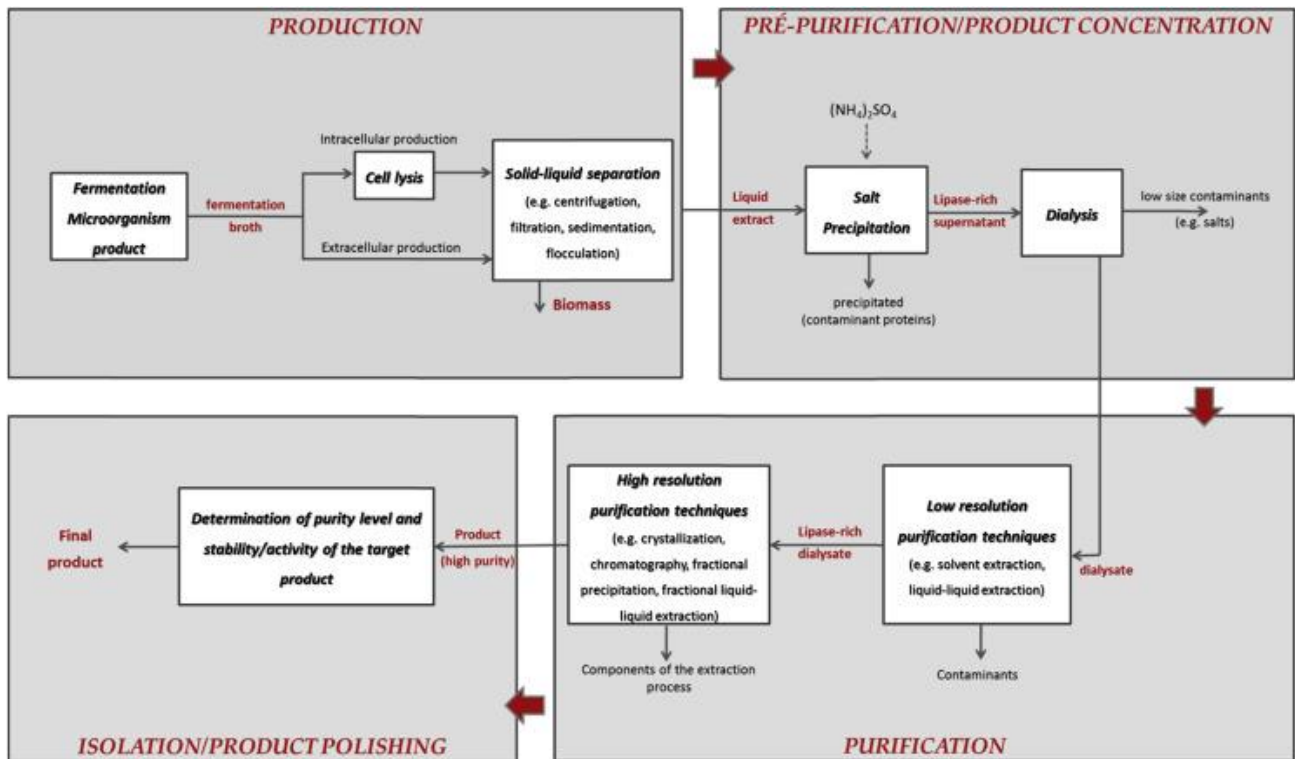 PRODUCTION
Intracellular production
Cell lysis
Fermentation
Microorganism
product
fermentation
broth
Extracellular production
Solid-liquid separation
(e.g. centrifugation,
filtration, sedimentation,
flocculation)
Biomass
PRÉ-PURIFICATION/PRODUCT CONCENTRATION
(NH₄)₂SO₄
Liquid
extract
Salt
Precipitation
Lipase-rich
supernatant
Dialysis
low size contaminants
(e.g. salts)
precipitated
(contaminant proteins)
dialysate
Low resolution
purification techniques
(e.g. solvent extraction,
liquid-liquid extraction)
Contaminants
Lipase-rich
dialysate
High resolution
purification techniques
(e.g. crystallization,
chromatography, fractional
precipitation, fractional liquid-
liquid extraction)
Components of the extraction
process
PURIFICATION
Product
(high purity)
Determination of purity level and
stability/activity of the target
product
Final
product
ISOLATION/PRODUCT POLISHING